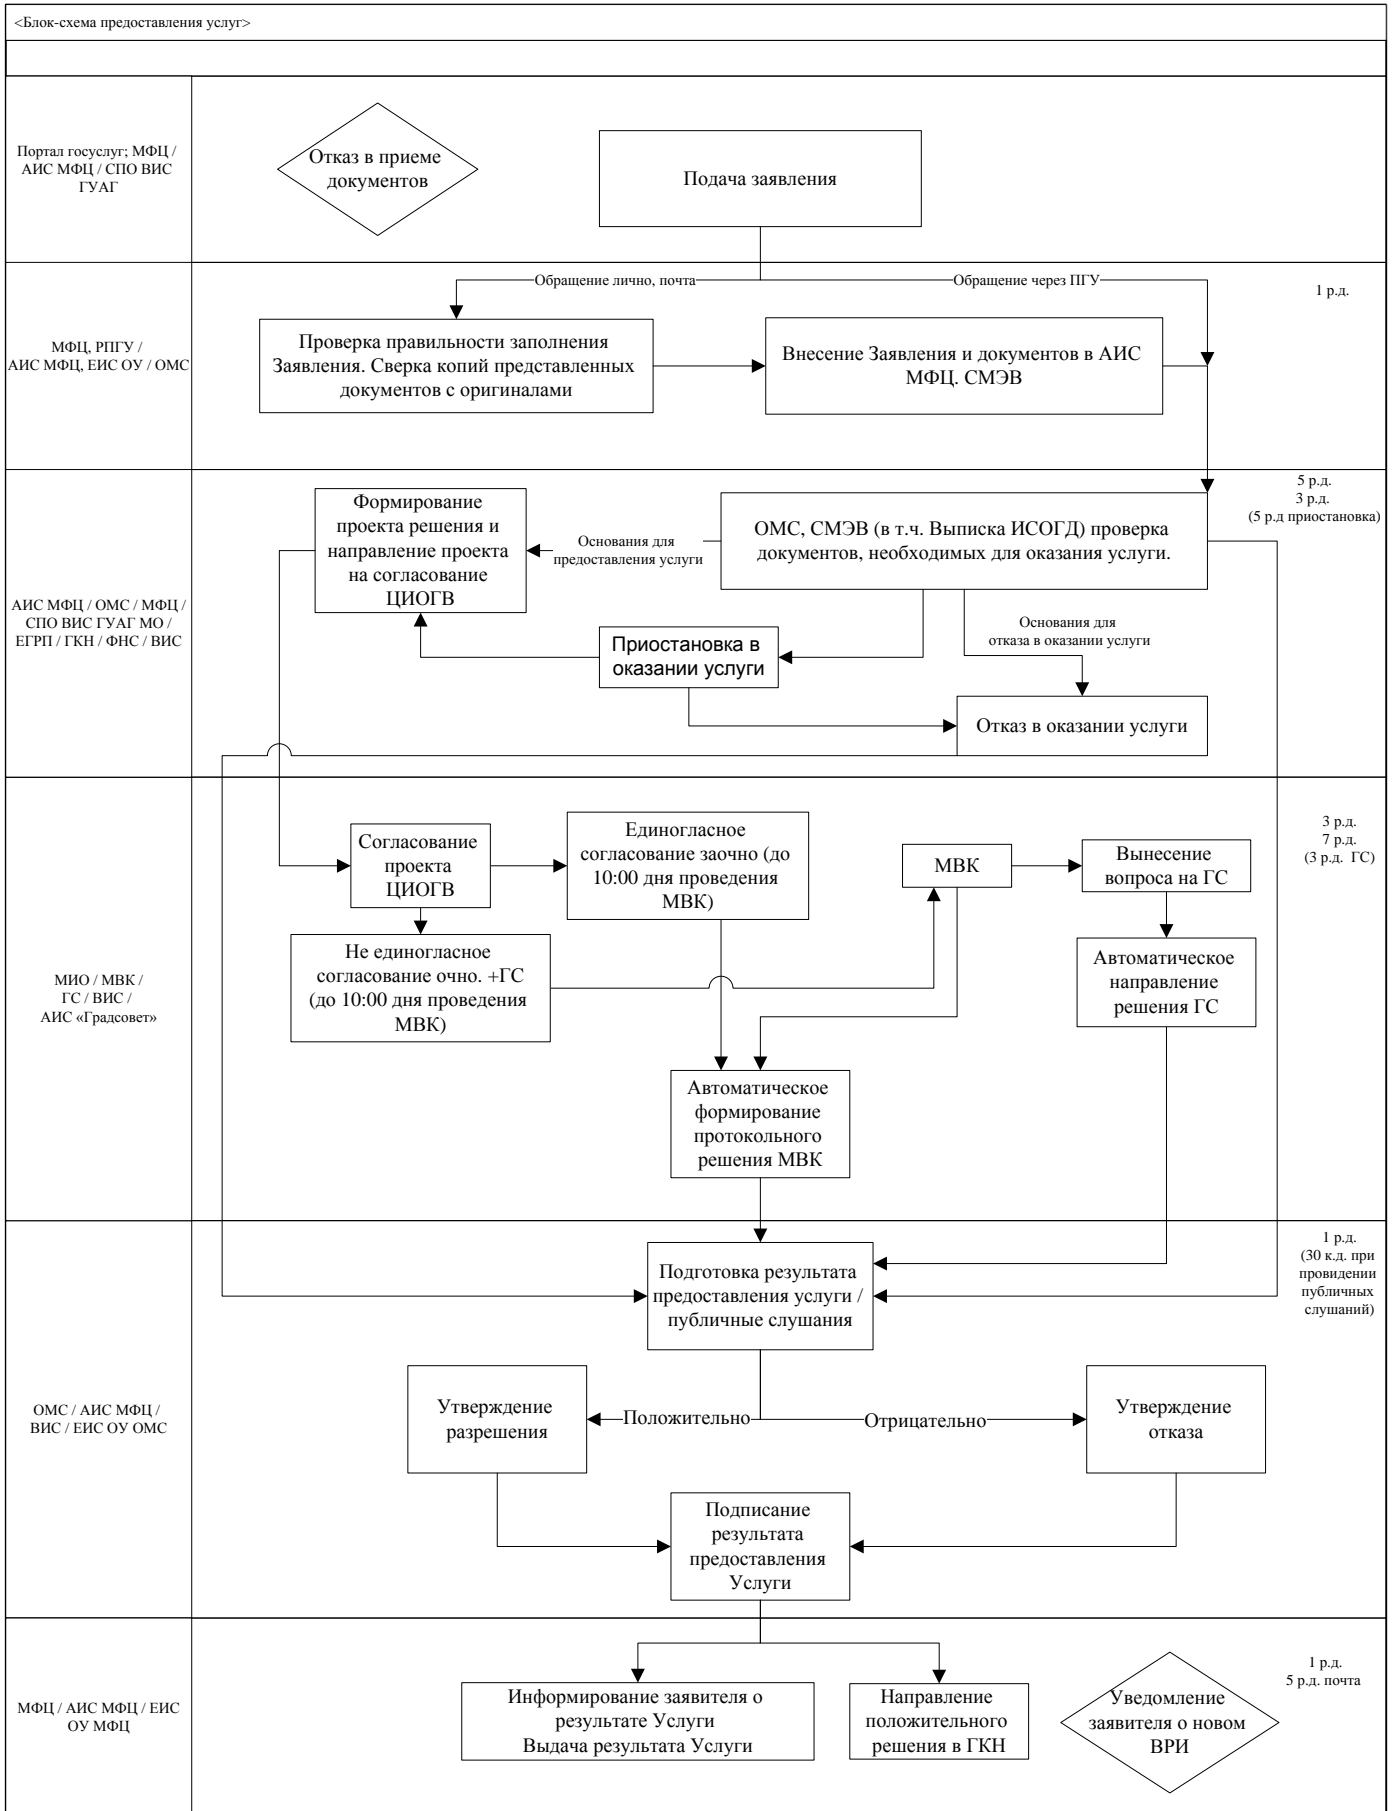 <Блок-схема предоставления услуг>
Портал госуслуг; МФЦ /
АИС МФЦ / СПО ВИС
ГУАГ
Отказ в приеме
документов
Подача заявления
МФЦ, РПГУ /
АИС МФЦ, ЕИС ОУ / ОМС
Обращение лично, почта
Обращение через ПГУ
1 р.д.
Проверка правильности заполнения
Заявления. Сверка копий представленных
документов с оригиналами
Внесение Заявления и документов в АИС
МФЦ. СМЭВ
АИС МФЦ / ОМС / МФЦ /
СПО ВИС ГУАГ МО /
ЕГРП / ГКН / ФНС / ВИС
5 р.д.
3 р.д.
(5 р.д приостановка)
Формирование
проекта решения и
направление проекта
на согласование
ЦИОГВ
Основания для
предоставления услуги
ОМС, СМЭВ (в т.ч. Выписка ИСОГД) проверка
документов, необходимых для оказания услуги.
Приостановка в
оказании услуги
Основания для
отказа в оказании услуги
Отказ в оказании услуги
МИО / МВК /
ГС / ВИС /
АИС «Градсовет»
3 р.д.
7 р.д.
(3 р.д.  ГС)
Согласование
проекта
ЦИОГВ
Единогласное
согласование заочно (до
10:00 дня проведения
МВК)
МВК
Вынесение
вопроса на ГС
Не единогласное
согласование очно. +ГС
(до 10:00 дня проведения
МВК)
Автоматическое
направление
решения ГС
Автоматическое
формирование
протокольного
решения МВК
ОМС / АИС МФЦ /
ВИС / ЕИС ОУ ОМС
1 р.д.
(30 к.д. при
провидении
публичных
слушаний)
Подготовка результата
предоставления услуги /
публичные слушания
Утверждение
разрешения
Положительно
Отрицательно
Утверждение
отказа
Подписание
результата
предоставления
Услуги
МФЦ / АИС МФЦ / ЕИС
ОУ МФЦ
1 р.д.
5 р.д. почта
Информирование заявителя о
результате Услуги
Выдача результата Услуги
Направление
положительного
решения в ГКН
Уведомление
заявителя о новом
ВРИ